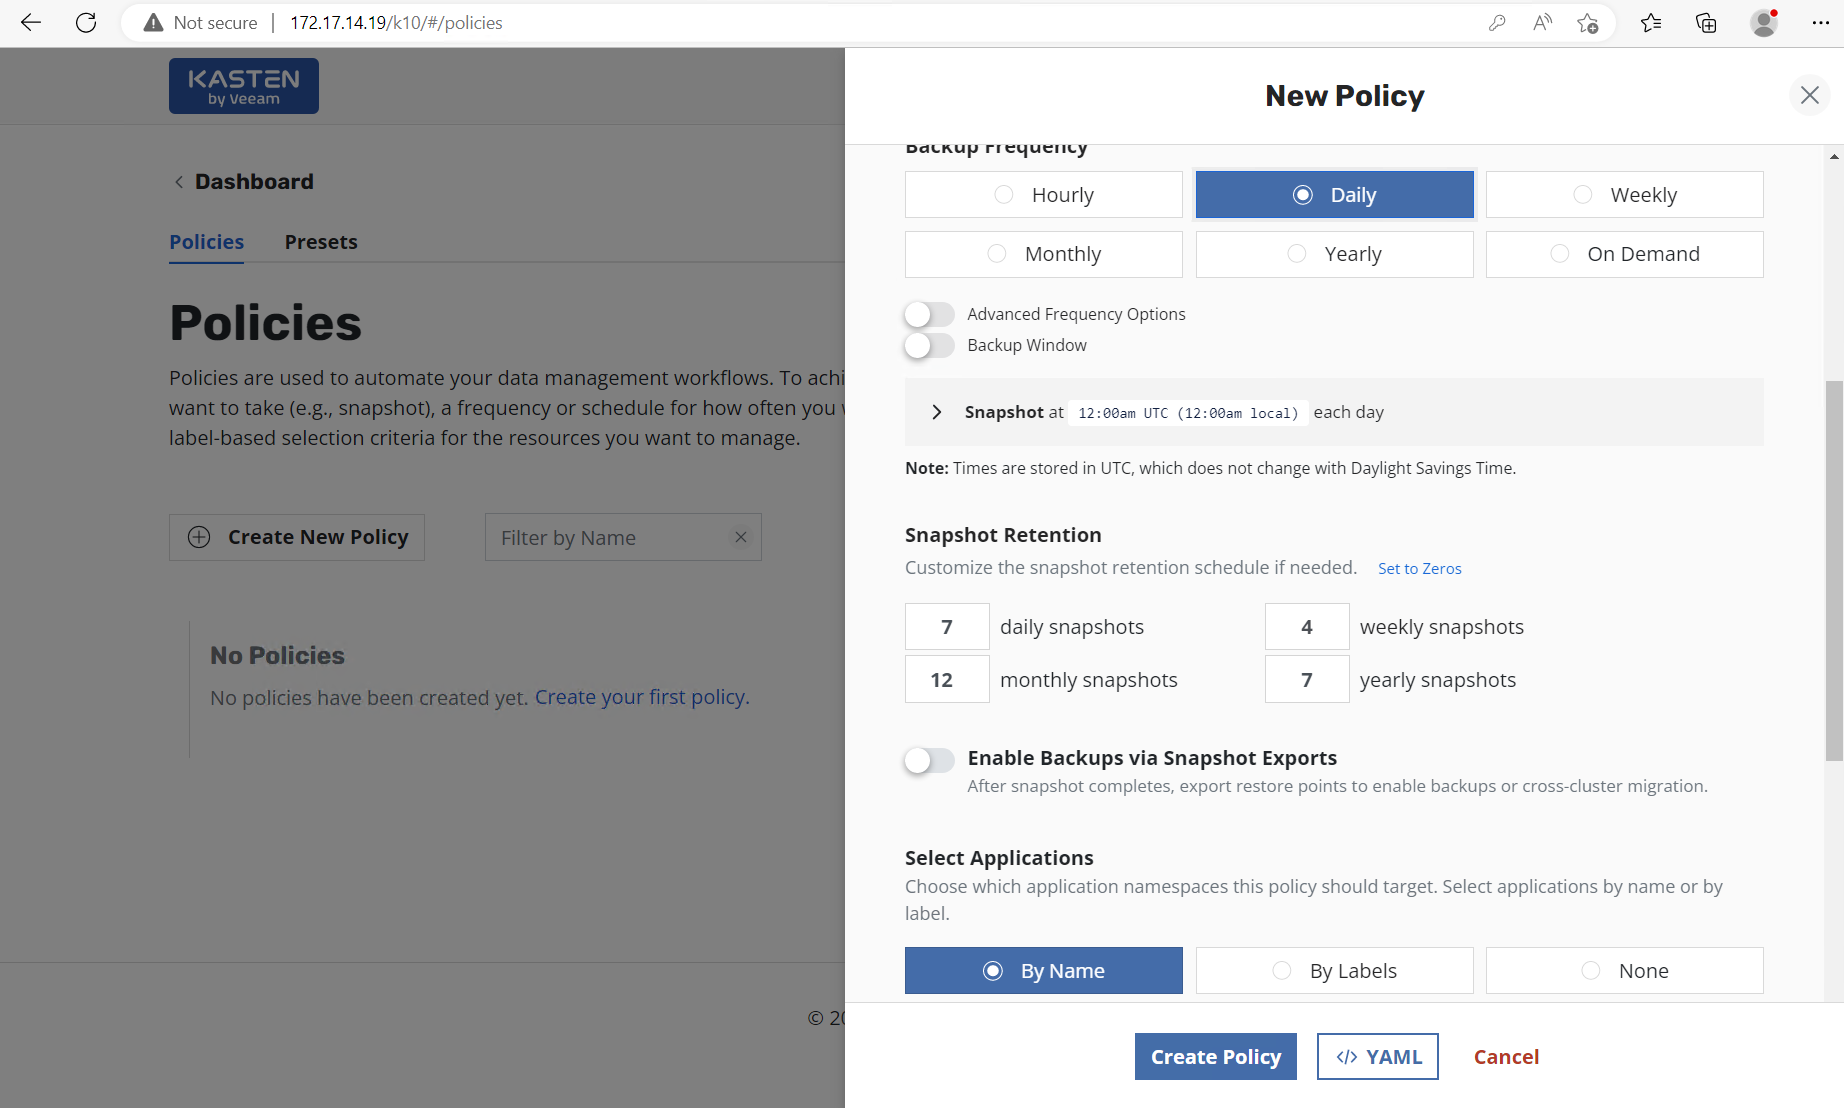 Not secure | 172.17.14.19/k10/#/policies
KASTEN
by Veeam
Dashboard
Policies Presets
Policies
Policies are used to automate your data management workflows. To achi
want to take (e.g., snapshot), a frequency or schedule for how often you
label-based selection criteria for the resources you want to manage.
Create New Policy
Filter by Name
No Policies
No policies have been created yet. Create your first policy.
© 20
New Policy
Backup Frequency
Hourly Daily Weekly
Monthly Yearly On Demand
Advanced Frequency Options
Backup Window
Snapshot at 12:00am UTC (12:00am local) each day
Note: Times are stored in UTC, which does not change with Daylight Savings Time.
Snapshot Retention
Customize the snapshot retention schedule if needed. Set to Zeros
7 daily snapshots 4 weekly snapshots
12 monthly snapshots 7 yearly snapshots
Enable Backups via Snapshot Exports
After snapshot completes, export restore points to enable backups or cross-cluster migration.
Select Applications
Choose which application namespaces this policy should target. Select applications by name or by
label.
By Name By Labels None
Create Policy </> YAML Cancel